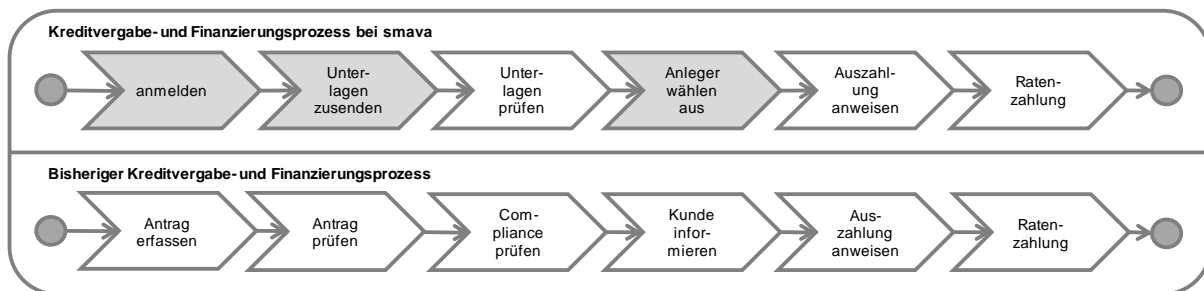 Kreditvergabe- und Finanzierungsprozess bei smava
anmelden
Unter-
lagen
zusenden
Unter-
lagen
prüfen
Anleger
wählen
aus
Auszahl-
ung
anweisen
Raten-
zahlung
Bisheriger Kreditvergabe- und Finanzierungsprozess
Antrag
erfassen
Antrag
prüfen
Com-
pliance
prüfen
Kunde
infor-
mieren
Aus-
zahlung
anweisen
Raten-
zahlung